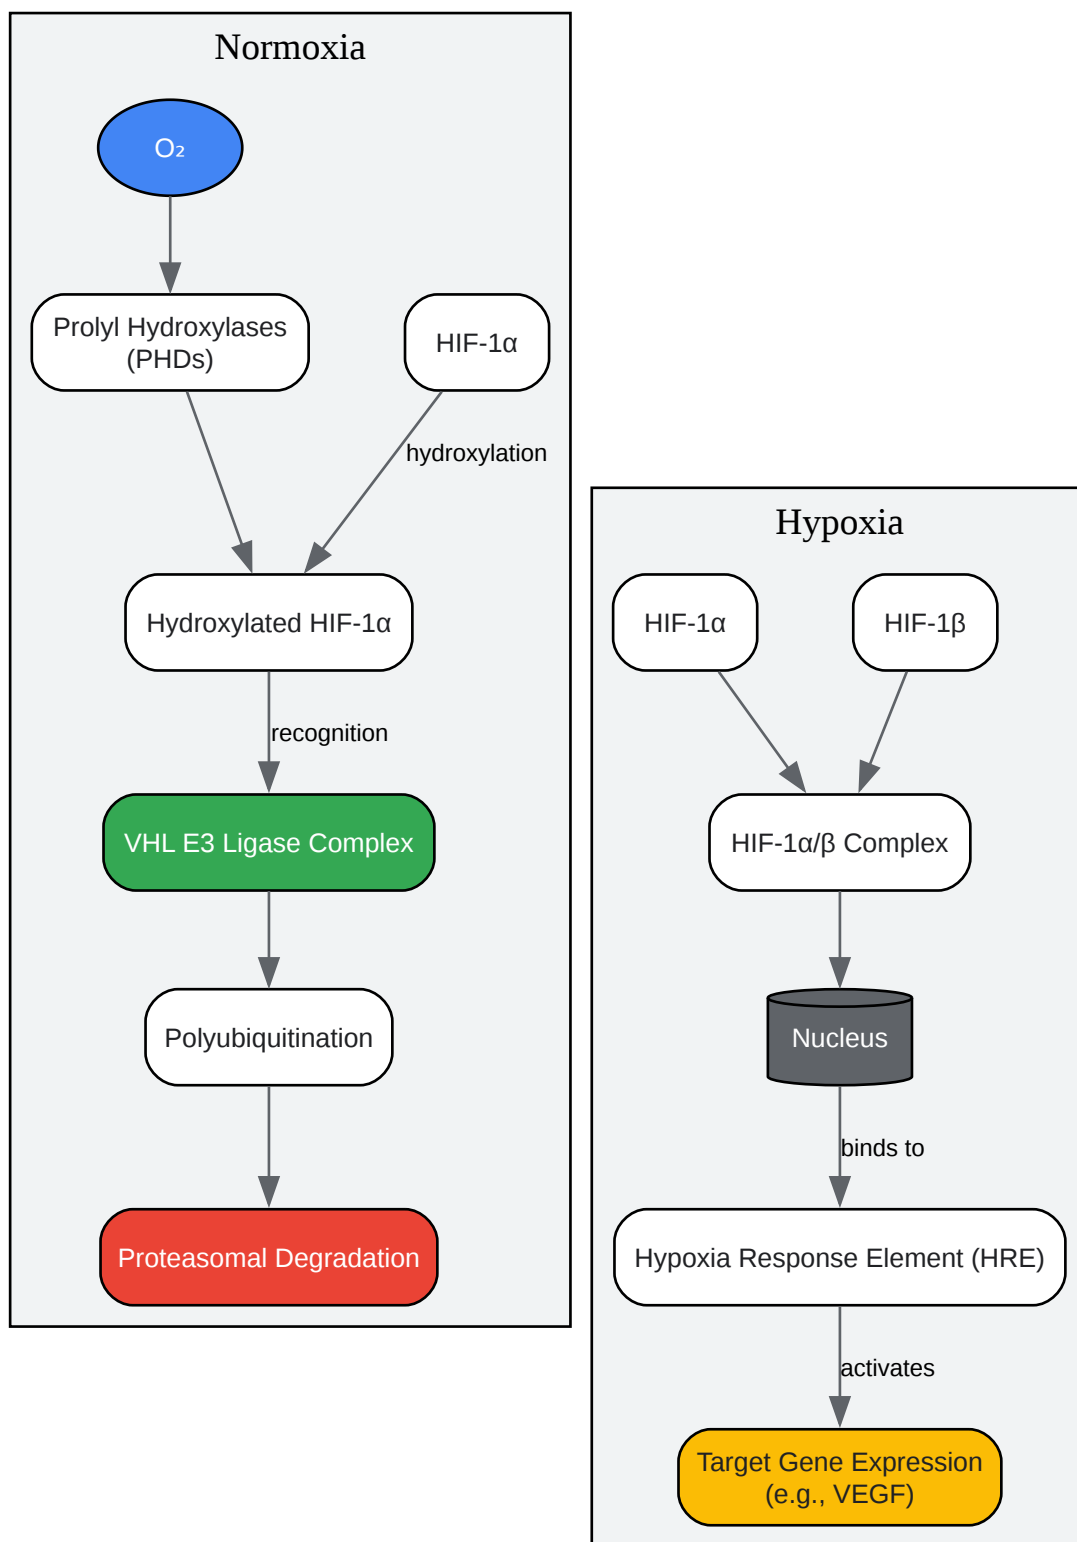 Normoxia
O₂
Prolyl Hydroxylases
(PHDs)
HIF-1α
hydroxylation
Hydroxylated HIF-1α
recognition
VHL E3 Ligase Complex
Polyubiquitination
Proteasomal Degradation
Hypoxia
HIF-1α
HIF-1β
HIF-1α/β Complex
Nucleus
binds to
Hypoxia Response Element (HRE)
activates
Target Gene Expression
(e.g., VEGF)